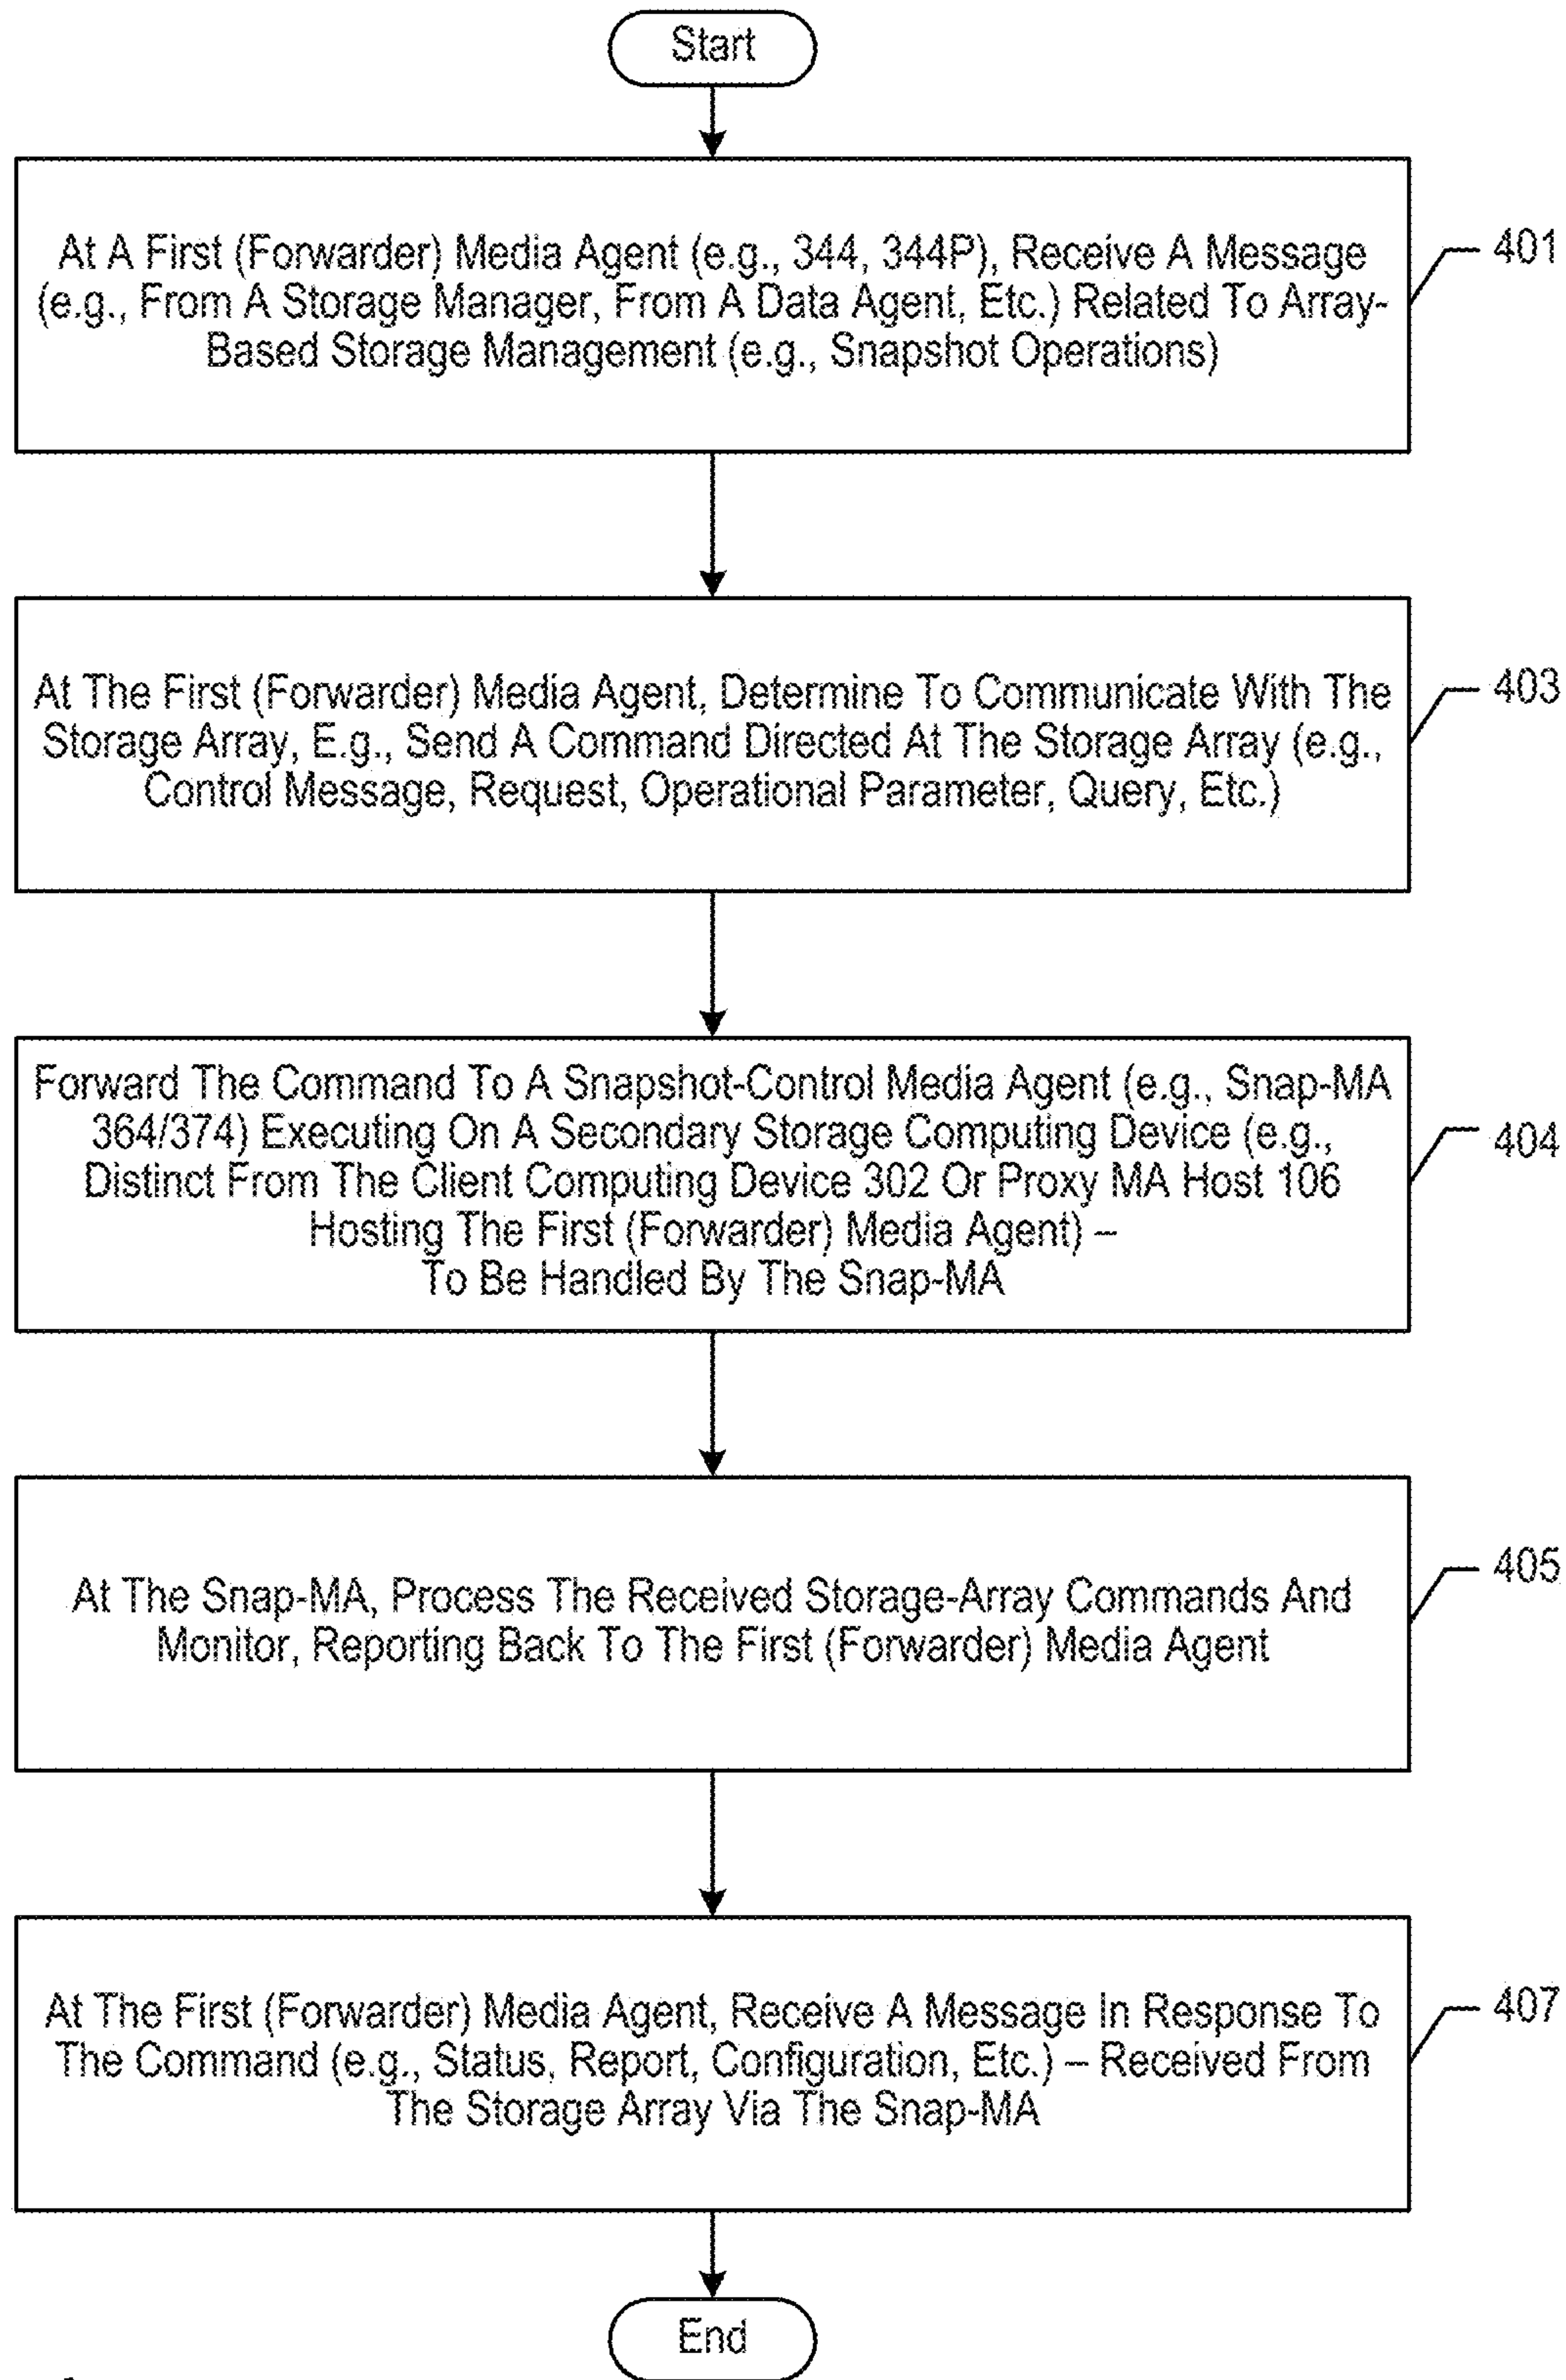 Start
At A First (Forwarder) Media Agent (e.g., 344, 344P), Receive A Message
(e.g., From A Storage Manager, From A Data Agent, Etc.) Related To Array-
Based Storage Management (e.g., Snapshot Operations)
401
At The First (Forwarder) Media Agent, Determine To Communicate With The
Storage Array, E.g., Send A Command Directed At The Storage Array (e.g.,
Control Message, Request, Operational Parameter, Query, Etc.)
403
Forward The Command To A Snapshot-Control Media Agent (e.g., Snap-MA
364/374) Executing On A Secondary Storage Computing Device (e.g.,
Distinct From The Client Computing Device 302 Or Proxy MA Host 106
Hosting The First (Forwarder) Media Agent) –
To Be Handled By The Snap-MA
404
At The Snap-MA, Process The Received Storage-Array Commands And
Monitor, Reporting Back To The First (Forwarder) Media Agent
405
At The First (Forwarder) Media Agent, Receive A Message In Response To
The Command (e.g., Status, Report, Configuration, Etc.) – Received From
The Storage Array Via The Snap-MA
407
End